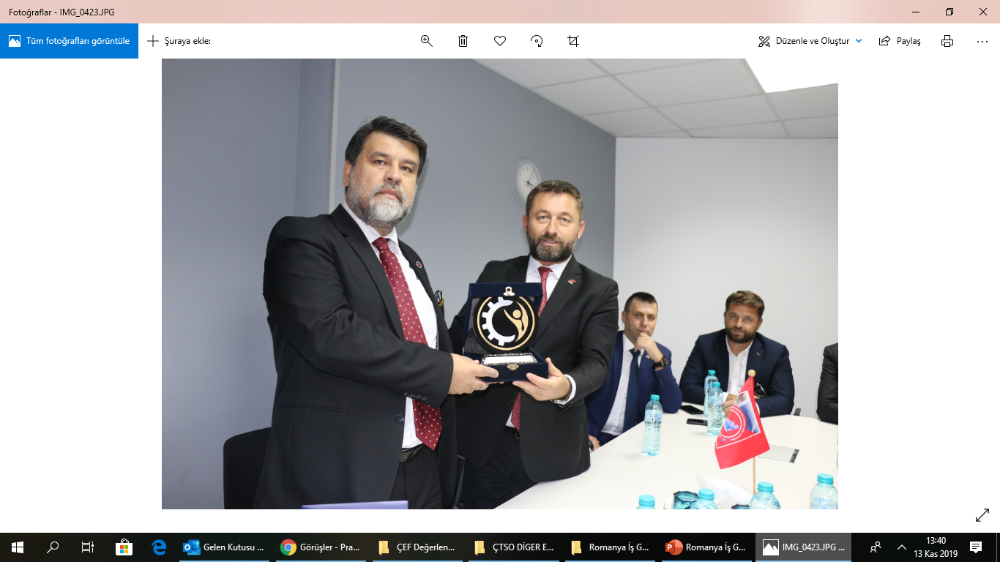 Fotoğraflar - IMG_0423.JPG
Tüm fotoğrafları görüntüle
Şuraya ekle:
Düzenle ve Oluştur
Paylaş
Gelen Kutusu ...
Görüşler - Pra...
ÇEF Değerlen...
ÇTSO DİGER E...
Romanya İş G...
Romanya İş G...
IMG_0423.JPG ...
13:40
13 Kas 2019